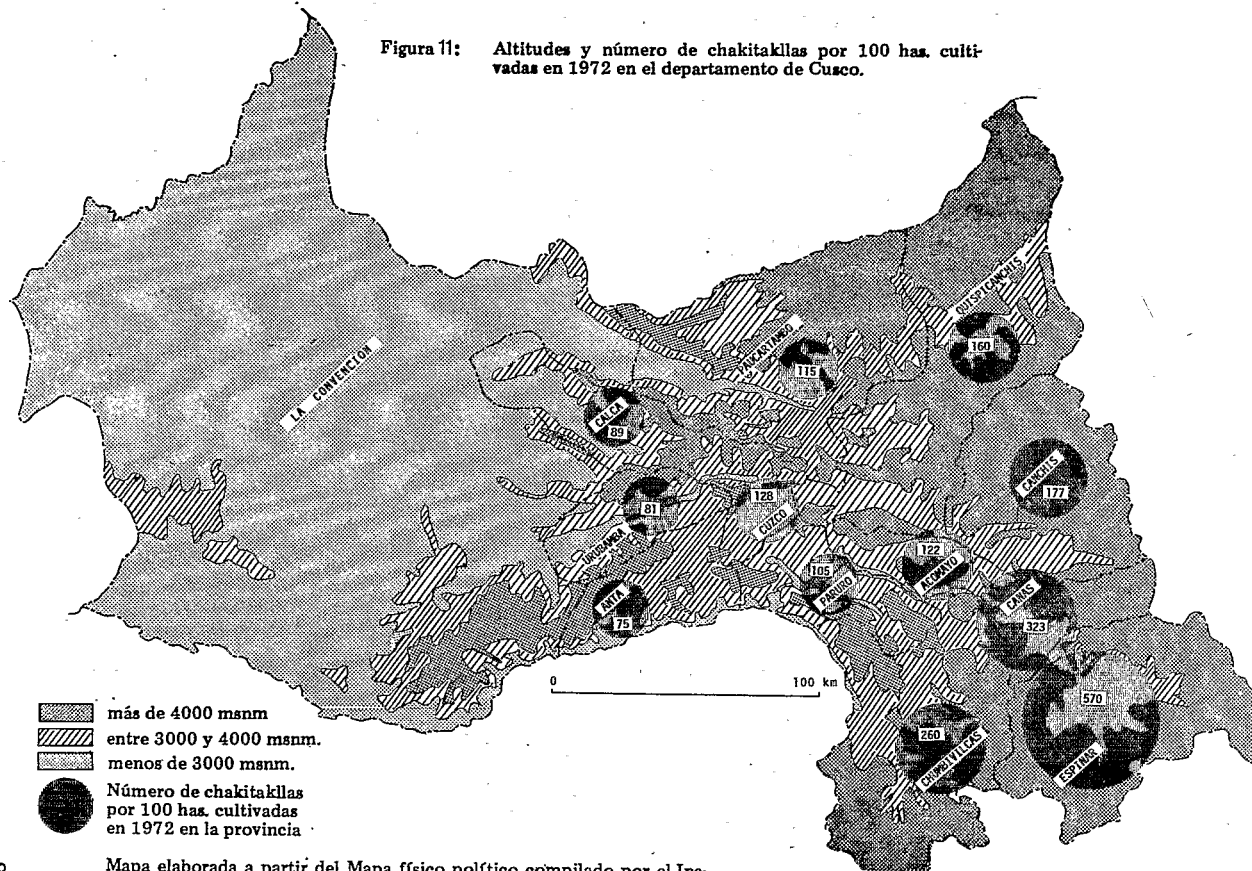 Figura 11: Altitudes y número de chakitakllas por 100 has. culti-
vadas en 1972 en el departamento de Cusco.
LA CONVENCION
QUISPICANCHIS
160
PAUCARTAMBO
115
CALCA
89
CANCHIS
177
128
CUZCO
81
URUBAMBA
122
ACOMAYO
105
PARURO
ANTA
75
CANAS
323
0 100 km
570
ESPINAR
260
CHUMBIVILCAS
más de 4000 msnm
entre 3000 y 4000 msnm.
menos de 3000 msnm.
Número de chakitakllas
por 100 has. cultivadas
en 1972 en la provincia
Mapa elaborada a partir del Mapa físico político compilado por el Ins-